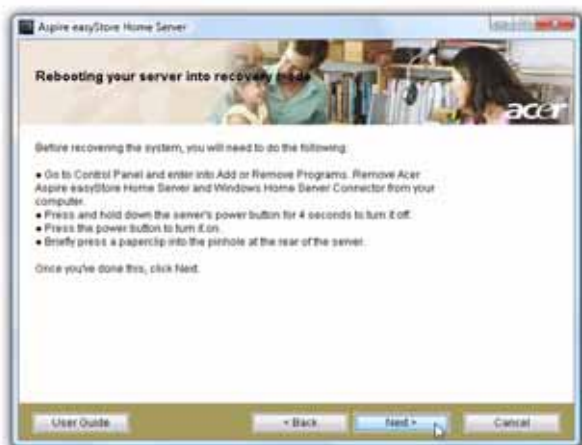 Aspire easyStore Home Server
Rebooting your server into recovery mode
acer
Before recovering the system, you will need to do the following:
● Go to Control Panel and enter into Add or Remove Programs. Remove Acer
Aspire easyStore Home Server and Windows Home Server Connector from your
computer.
● Press and hold down the server's power button for 4 seconds to turn it off.
● Press the power button to turn it on.
● Briefly press a paperclip into the pinhole at the rear of the server.
Once you've done this, click Next.
User Guide
< Back
Next >
Cancel